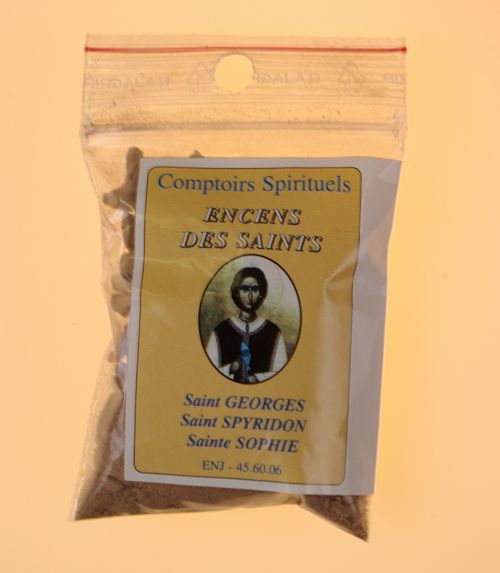 Comptoirs Spirituels
ENCENS
DES SAINTS
Saint GEORGES
Saint SPYRIDON
Sainte SOPHIE
ENJ - 45.60.06